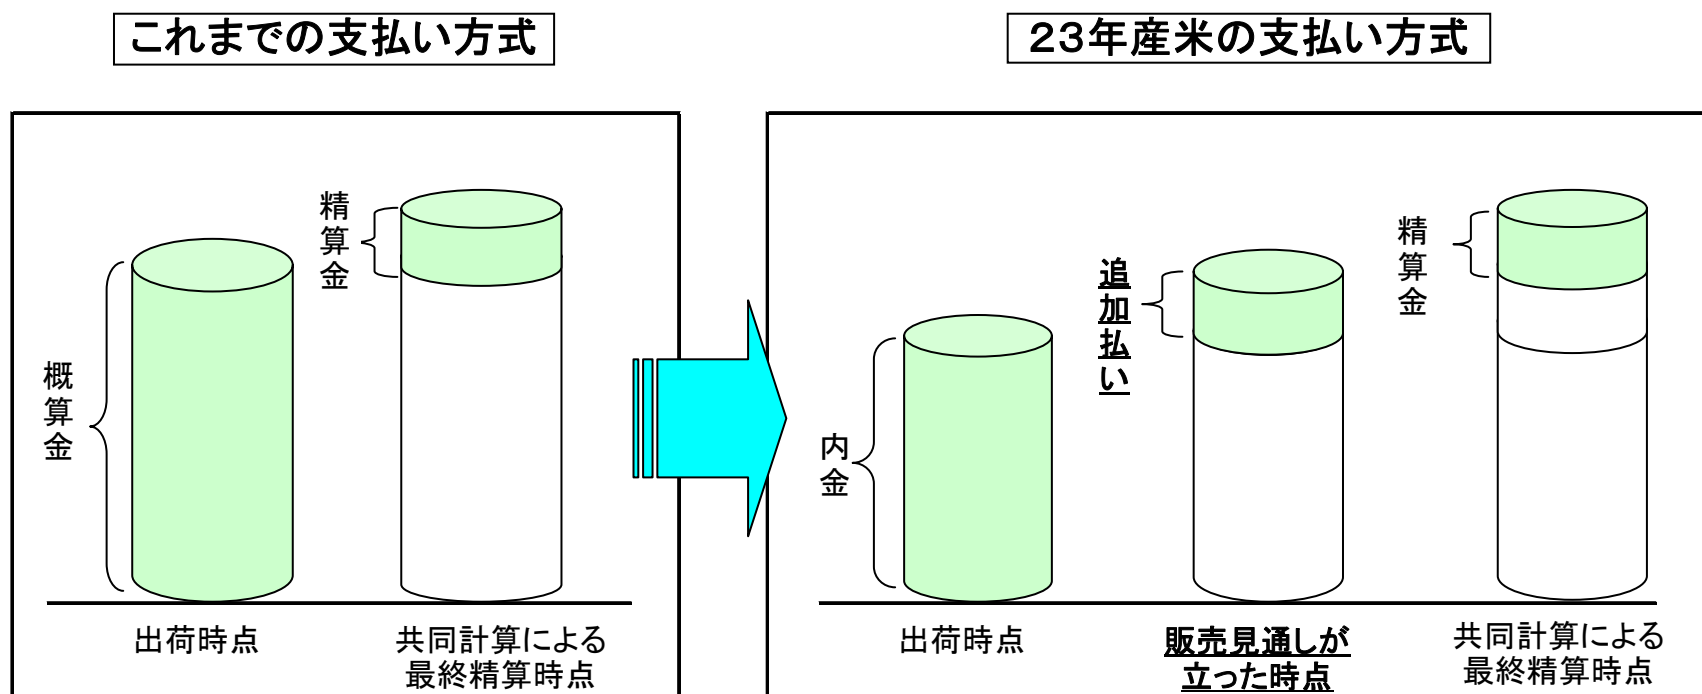 これまでの支払い方式
23年産米の支払い方式
概算金
精算金
出荷時点
共同計算による
最終精算時点
内金
追加払い
精算金
出荷時点
販売見通しが
立った時点
共同計算による
最終精算時点